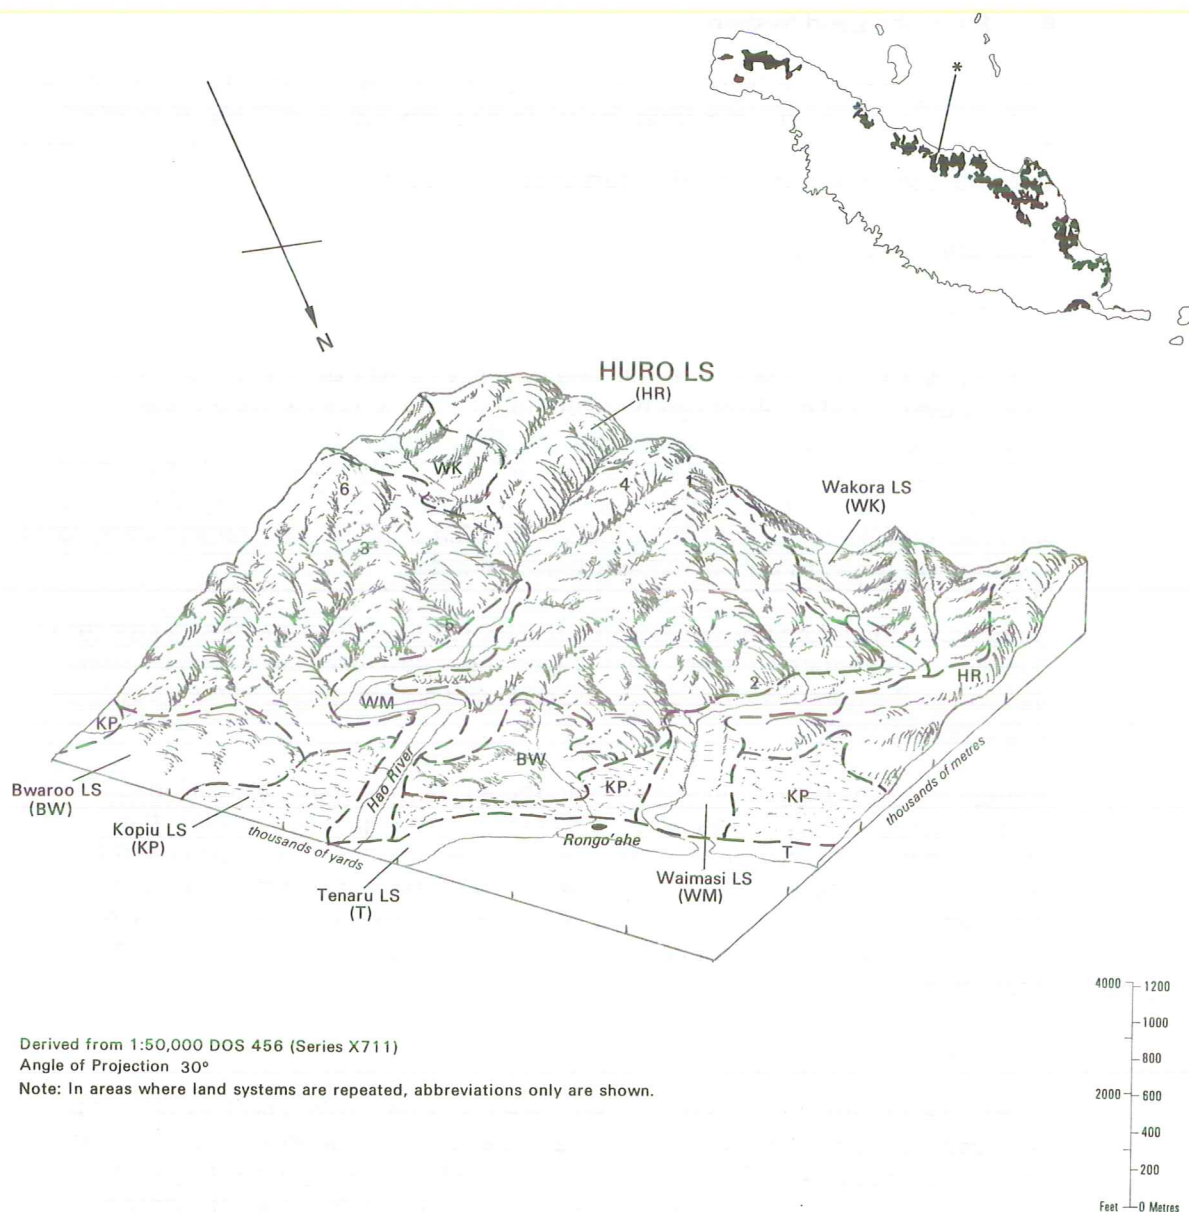 *
N
HURO LS
(HR)
WK
6
4
1
Wakora LS
(WK)
3
2
HR
WM
KP
BW
Bwaroo LS
(BW)
Hao River
KP
KP
Kopiu LS
(KP)
thousands of yards
thousands of metres
Rongo'ahe
T
Tenaru LS
(T)
Waimasi LS
(WM)
4000
1200
1000
800
2000
600
400
200
Feet
0 Metres
Derived from 1:50,000 DOS 456 (Series X711)
Angle of Projection 30º
Note: In areas where land systems are repeated, abbreviations only are shown.